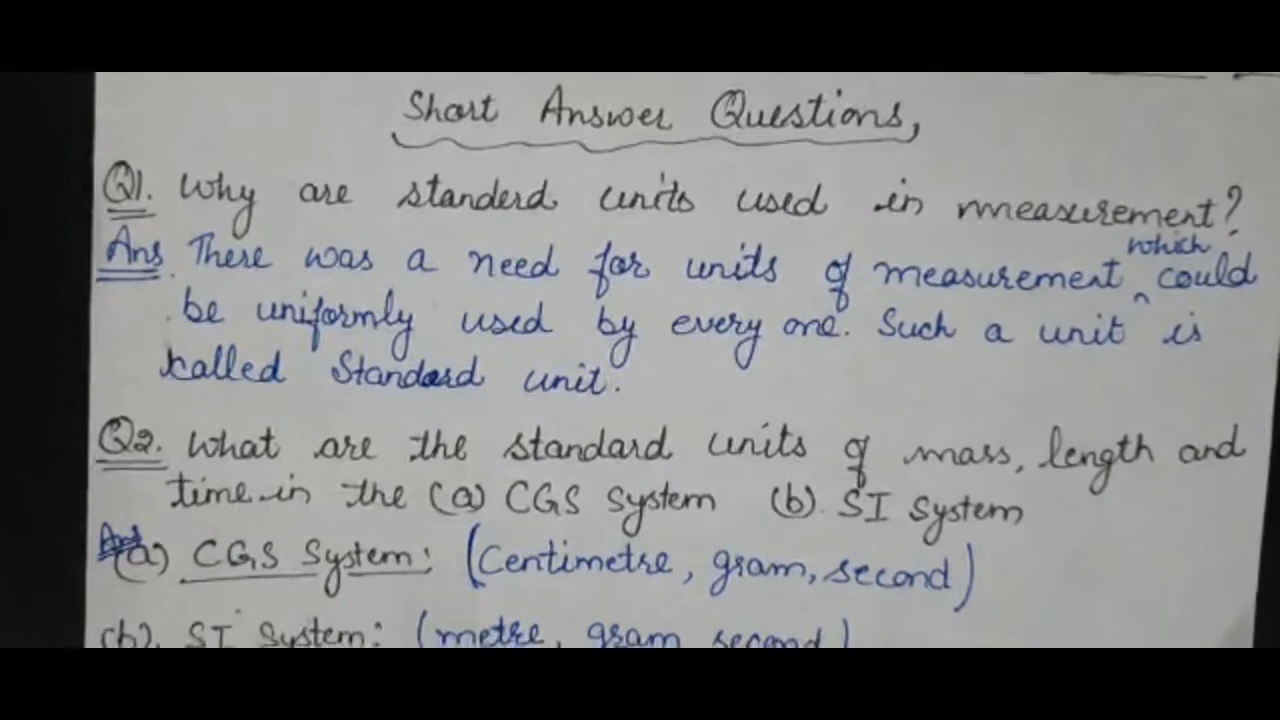 Short Answer Questions,
Q1. Why are standerd units used in measurement?
Ans. There was a need for units of measurement which could
be uniformly used by every one. Such a unit is
called Standard unit.
Q2. What are the standard units of mass, length and
time in the (a) CGS System (b). SI System
(a) CGS System: (Centimetre, gram, second)
(b). SI System: (metre, gram second)